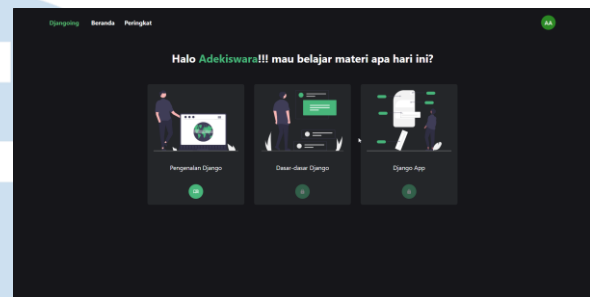 Djangoing Beranda Peringkat AA
Halo Adekiswara!!! mau belajar materi apa hari ini?
Pengenalan Django Dasar-dasar Django Django App